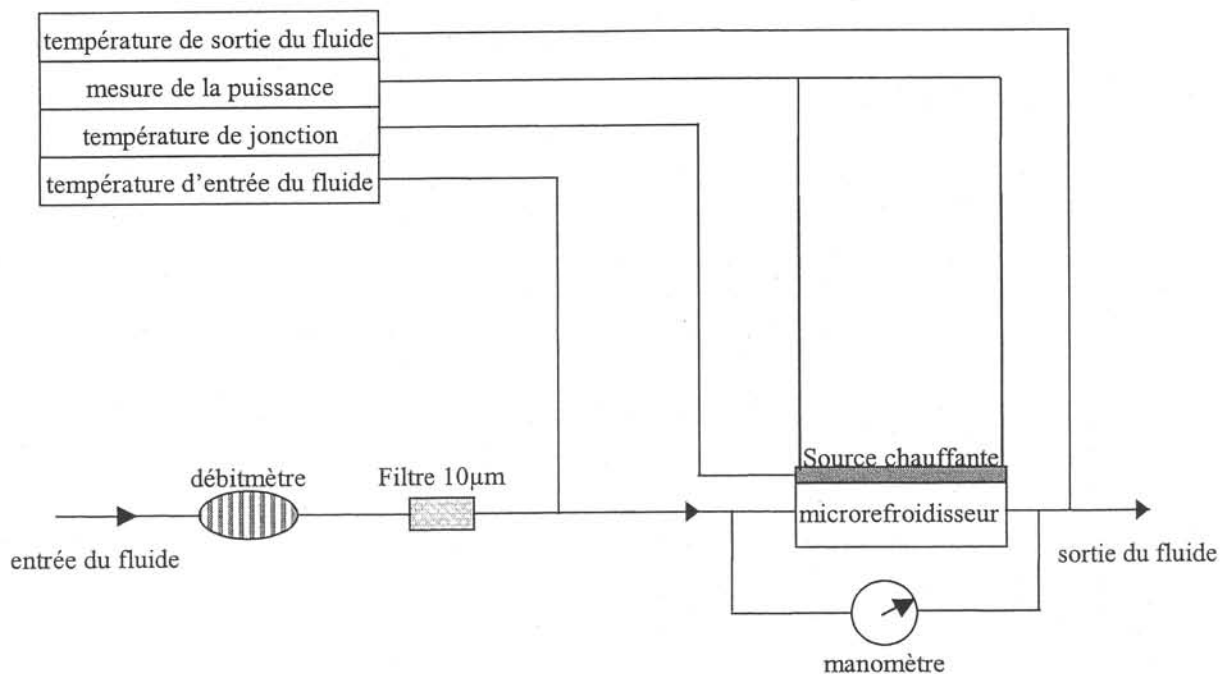 température de sortie du fluide
mesure de la puissance
température de jonction
température d'entrée du fluide
Source chauffante
débitmètre
Filtre 10µm
microrefroidisseur
entrée du fluide
sortie du fluide
manomètre